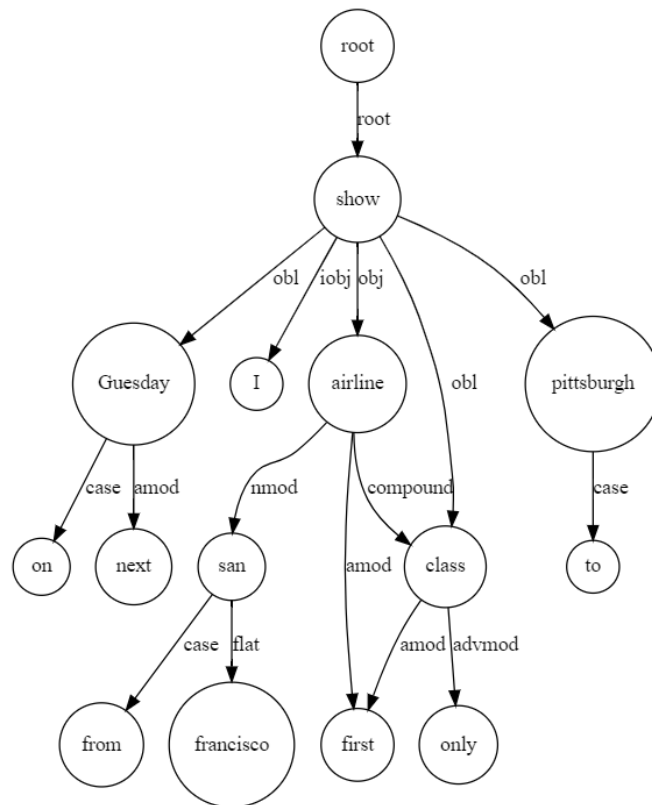 root
root
show
obl
iobj
obj
obl
obl
Guesday
I
airline
pittsburgh
case
amod
nmod
compound
case
on
next
san
amod
class
to
case
flat
amod
advmod
from
francisco
first
only